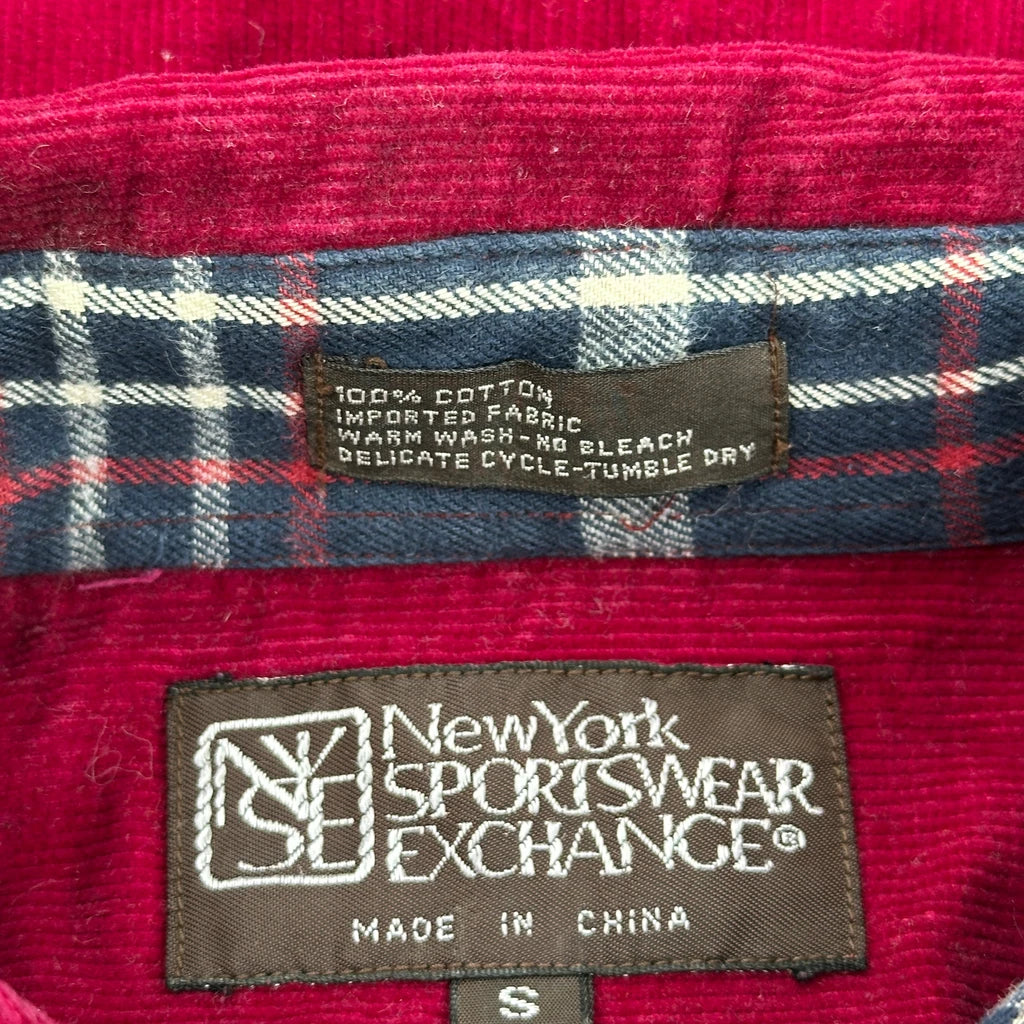 100% COTTON
IMPORTED FABRIC
WARM WASH-NO BLEACH
DELICATE CYCLE-TUMBLE DRY
NYSE
New York
SPORTSWEAR
EXCHANGE®
MADE IN CHINA
S